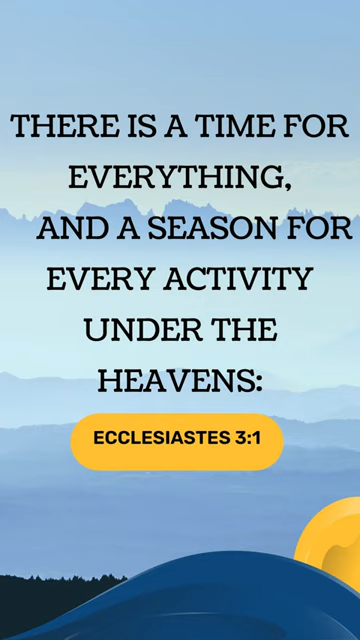 THERE IS A TIME FOR
EVERYTHING,
AND A SEASON FOR
EVERY ACTIVITY
UNDER THE
HEAVENS:
ECCLESIASTES 3:1